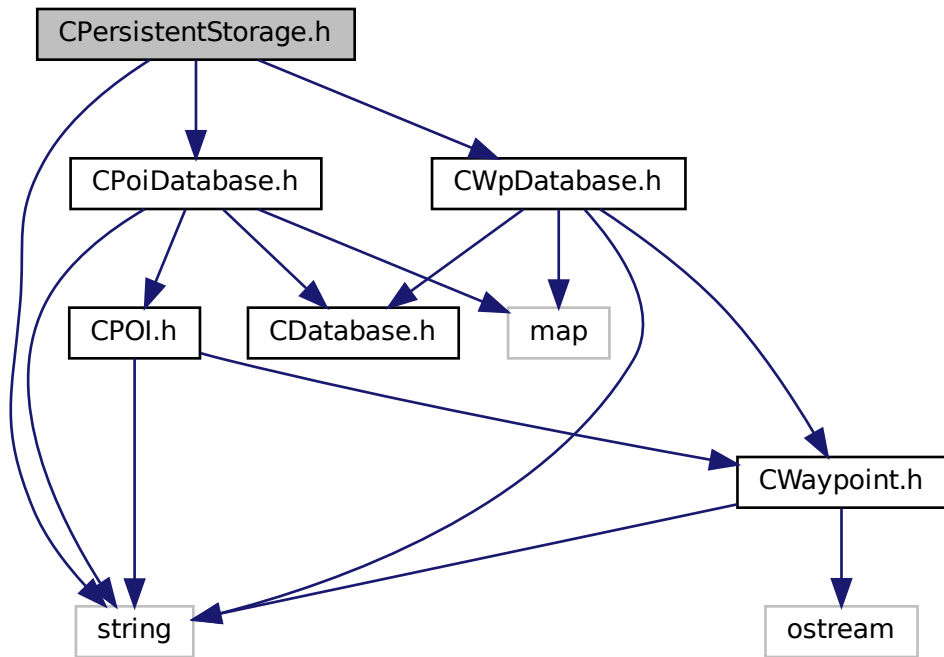 CPersistentStorage.h
CPoiDatabase.h
CWpDatabase.h
CPOI.h
CDatabase.h
map
CWaypoint.h
string
ostream